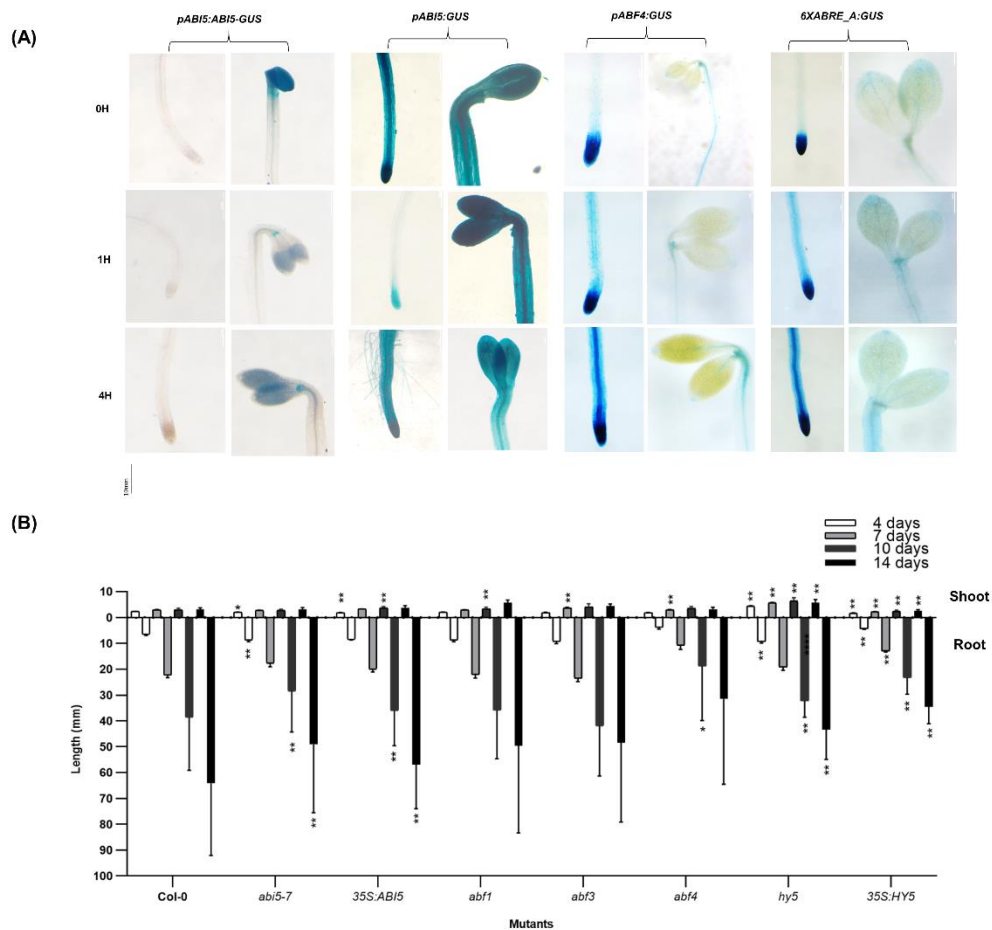 (A)
pABI5:ABI5-GUS
pABI5:GUS
pABF4:GUS
6XABRE_A:GUS
0H
1H
4H
(B)
4 days
7 days
10 days
14 days
Shoot
Root
Length (mm)
10
0
10
20
30
40
50
60
70
80
90
100
* ** ** ** ** ** ** ** ** ** ** ** ** ** **
** ** ** ** ** * ** ** ** ** ** ** ** **
Col-0 abi5-7 35S:ABI5 abf1 abf3 abf4 hy5 35S:HY5
Mutants